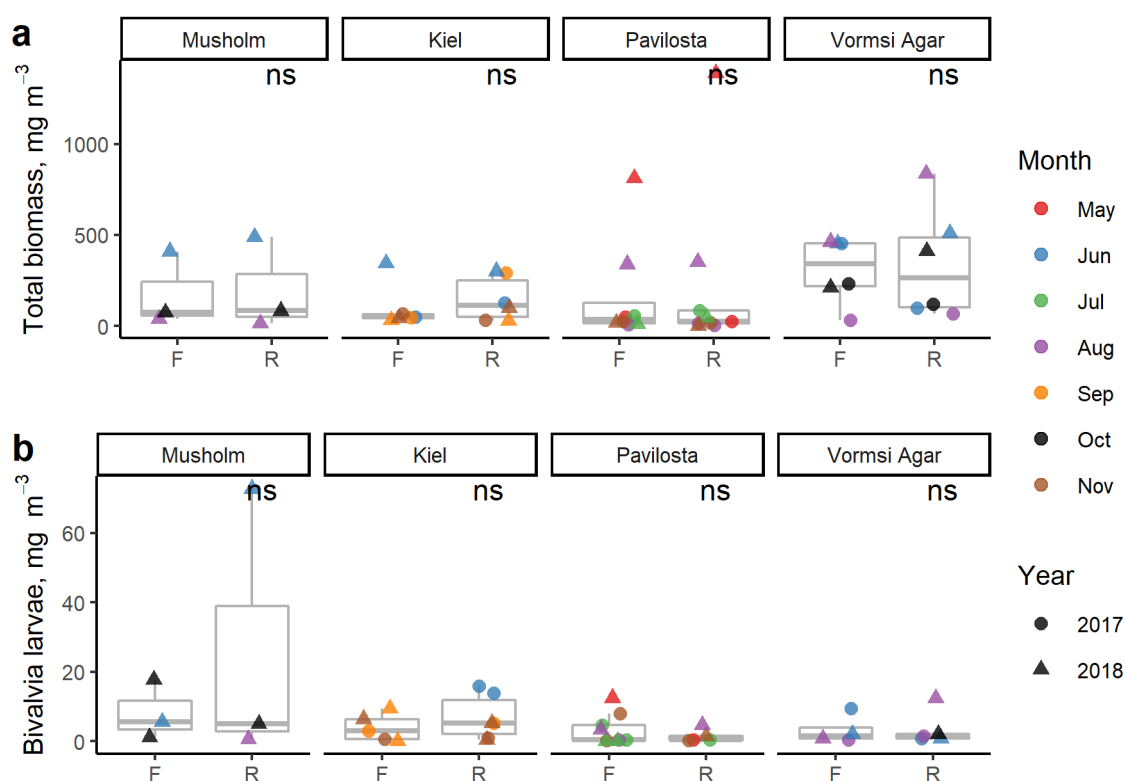 a
Musholm Kiel Pavilosta Vormsi Agar
ns ns ns ns
Total biomass, mg m⁻³
1000
500
0
F R F R F R F R
b
Musholm Kiel Pavilosta Vormsi Agar
ns ns ns ns
Bivalvia larvae, mg m⁻³
60
40
20
0
F R F R F R F R
Month
May
Jun
Jul
Aug
Sep
Oct
Nov
Year
2017
2018